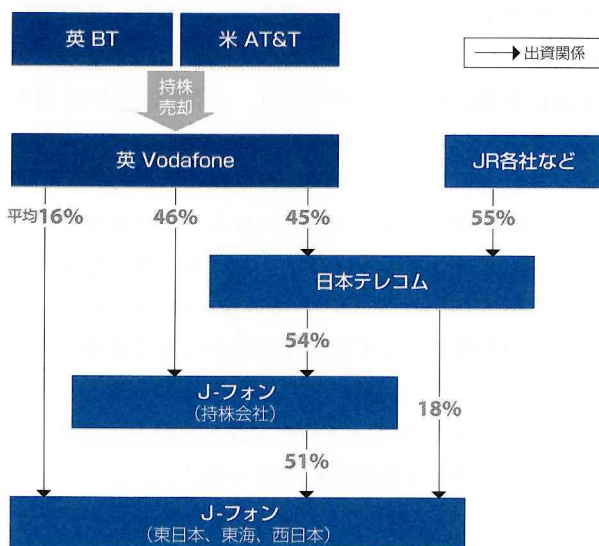 英 BT
米 AT&T
出資関係
持株
売却
英 Vodafone
JR各社など
平均16%
46%
45%
55%
日本テレコム
54%
J-フォン
（持株会社）
18%
51%
J-フォン
（東日本、東海、西日本）